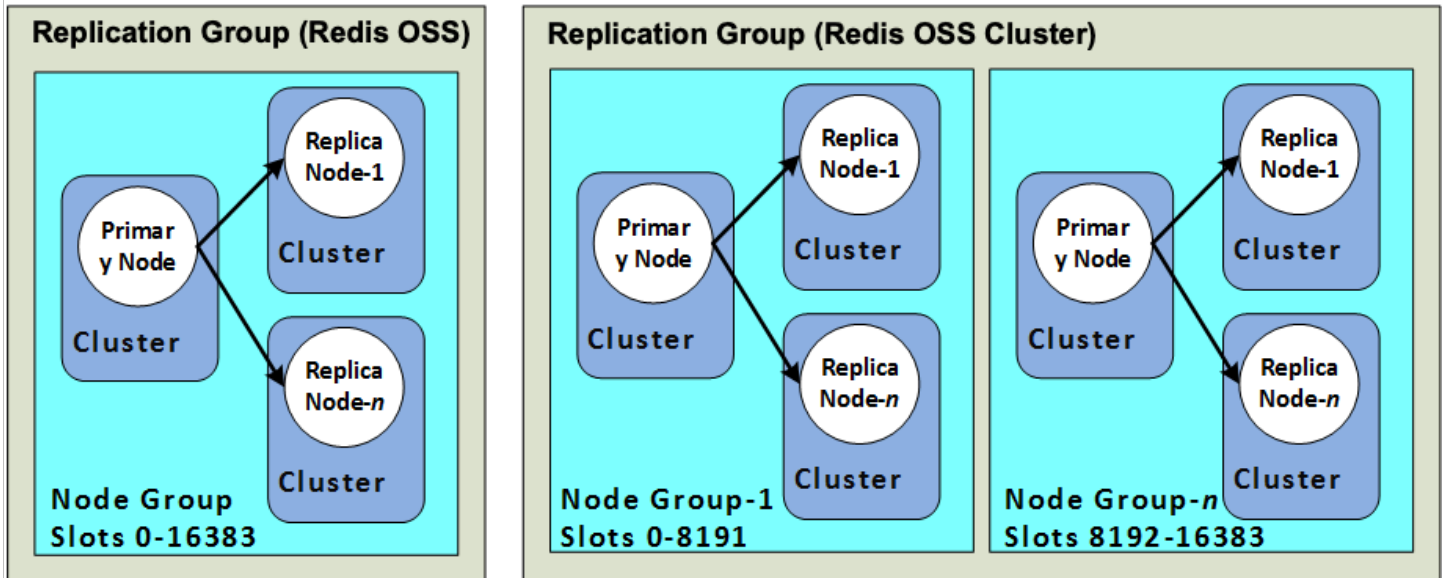 Replication Group (Redis OSS)
Replica
Node-1
Cluster
Primar
y Node
Cluster
Replica
Node-n
Cluster
Node Group
Slots 0-16383
Replication Group (Redis OSS Cluster)
Replica
Node-1
Cluster
Primar
y Node
Cluster
Replica
Node-n
Cluster
Node Group-1
Slots 0-8191
Replica
Node-1
Cluster
Primar
y Node
Cluster
Replica
Node-n
Cluster
Node Group-n
Slots 8192-16383